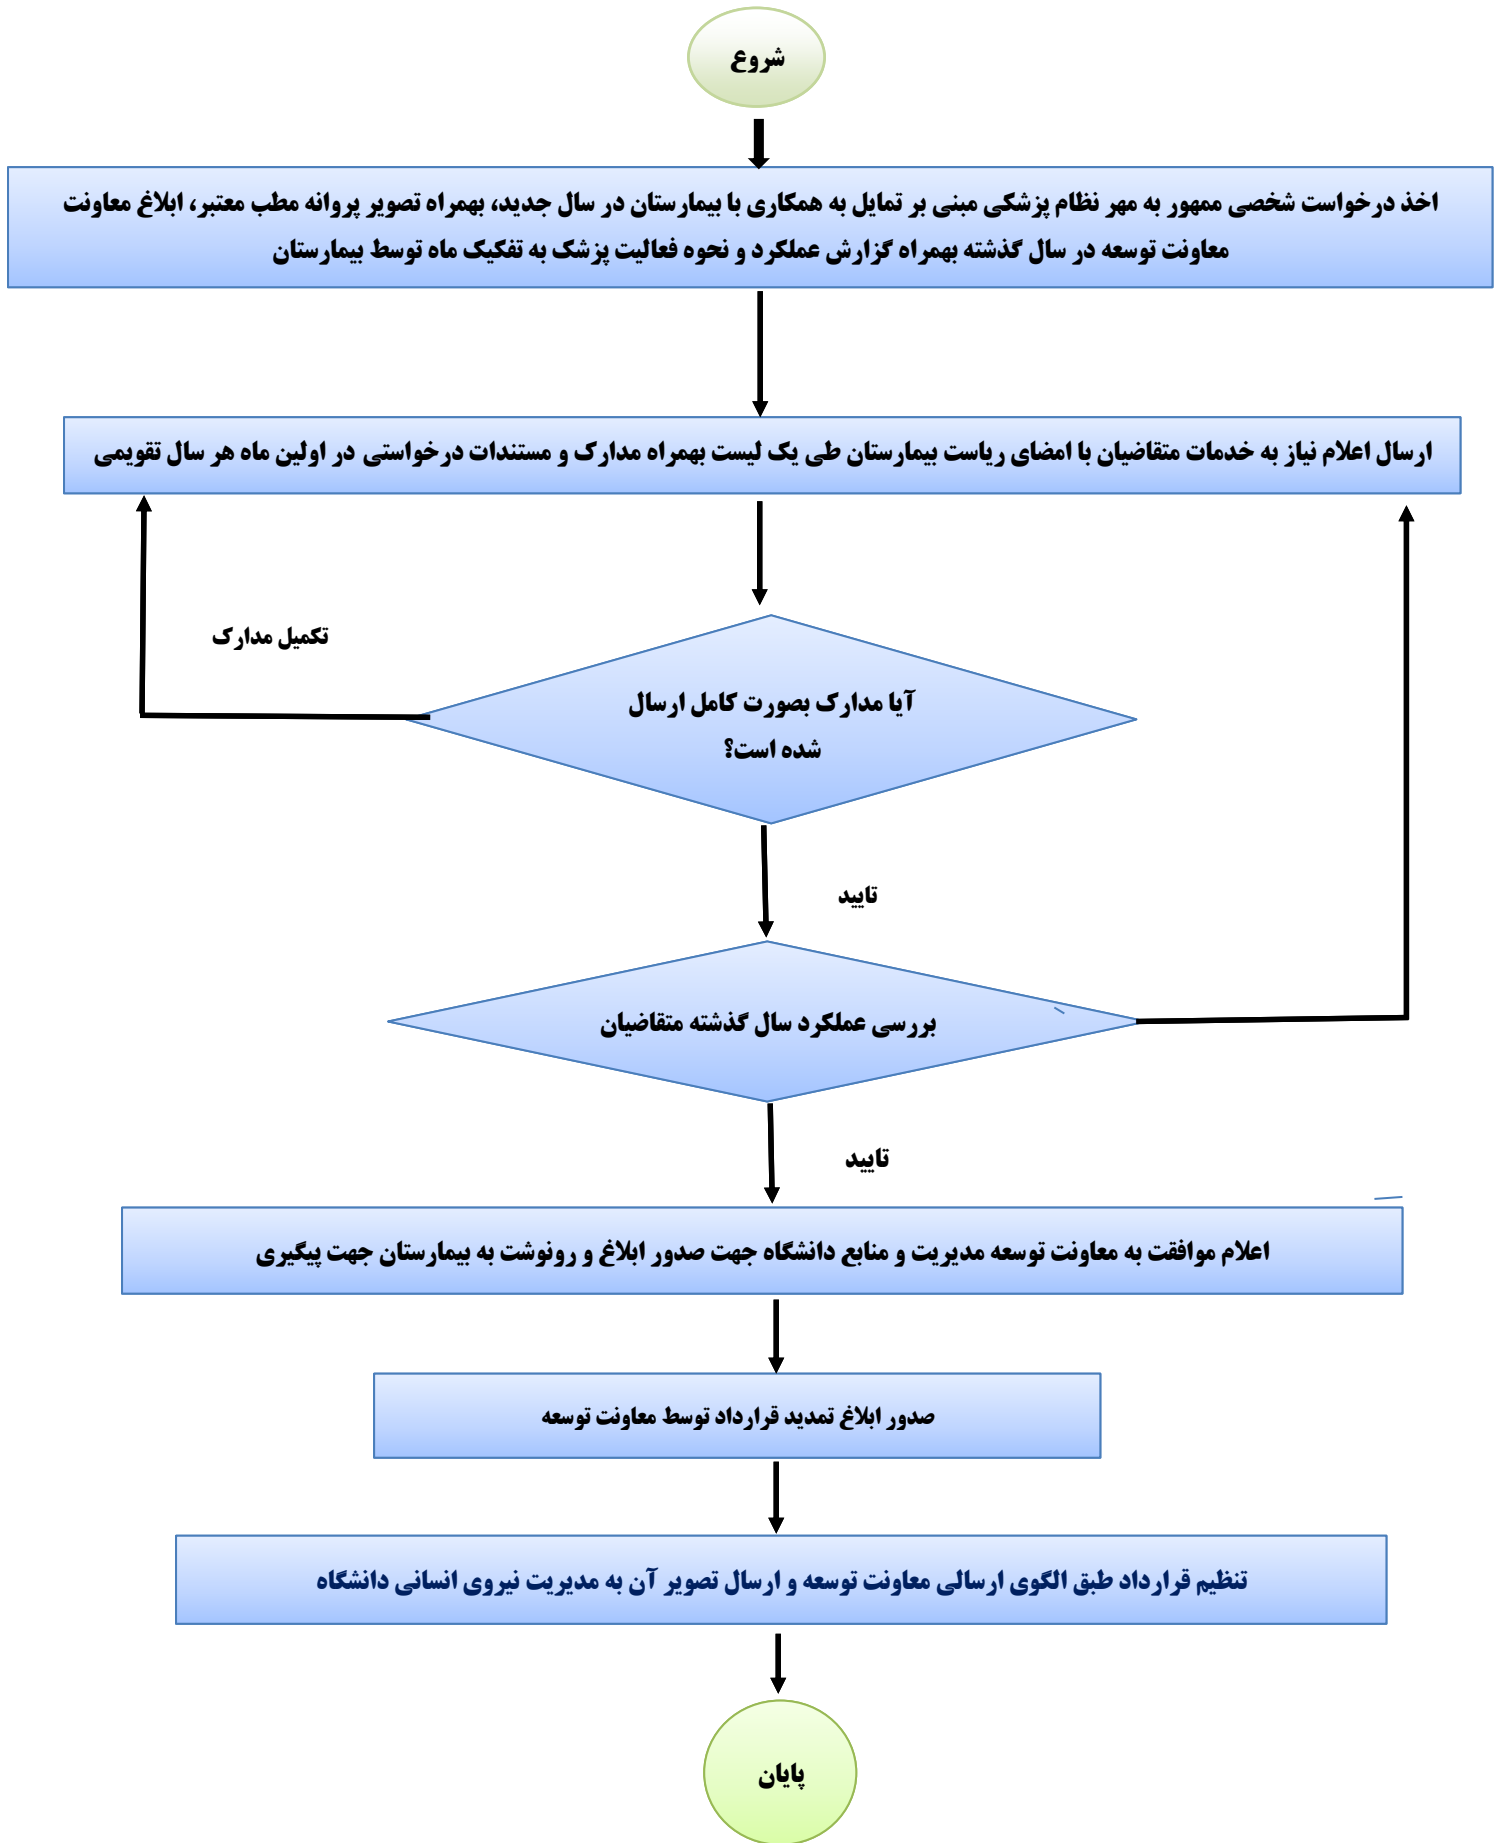 شروع
اخذ درخواست شخصی ممهور به مهر نظام پزشکی مبنی بر تمایل به همکاری با بیمارستان در سال جدید، بهمراه تصویر پروانه مطب معتبر، ابلاغ معاونت
معاونت توسعه در سال گذشته بهمراه گزارش عملکرد و نحوه فعالیت پزشک به تفکیک ماه توسط بیمارستان
ارسال اعلام نیاز به خدمات متقاضیان با امضای ریاست بیمارستان طی یک لیست بهمراه مدارک و مستندات درخواستی در اولین ماه هر سال تقویمی
تکمیل مدارک
آیا مدارک بصورت کامل ارسال
شده است؟
تایید
بررسی عملکرد سال گذشته متقاضیان
تایید
اعلام موافقت به معاونت توسعه مدیریت و منابع دانشگاه جهت صدور ابلاغ و رونوشت به بیمارستان جهت پیگیری
صدور ابلاغ تمدید قرارداد توسط معاونت توسعه
تنظیم قرارداد طبق الگوی ارسالی معاونت توسعه و ارسال تصویر آن به مدیریت نیروی انسانی دانشگاه
پایان